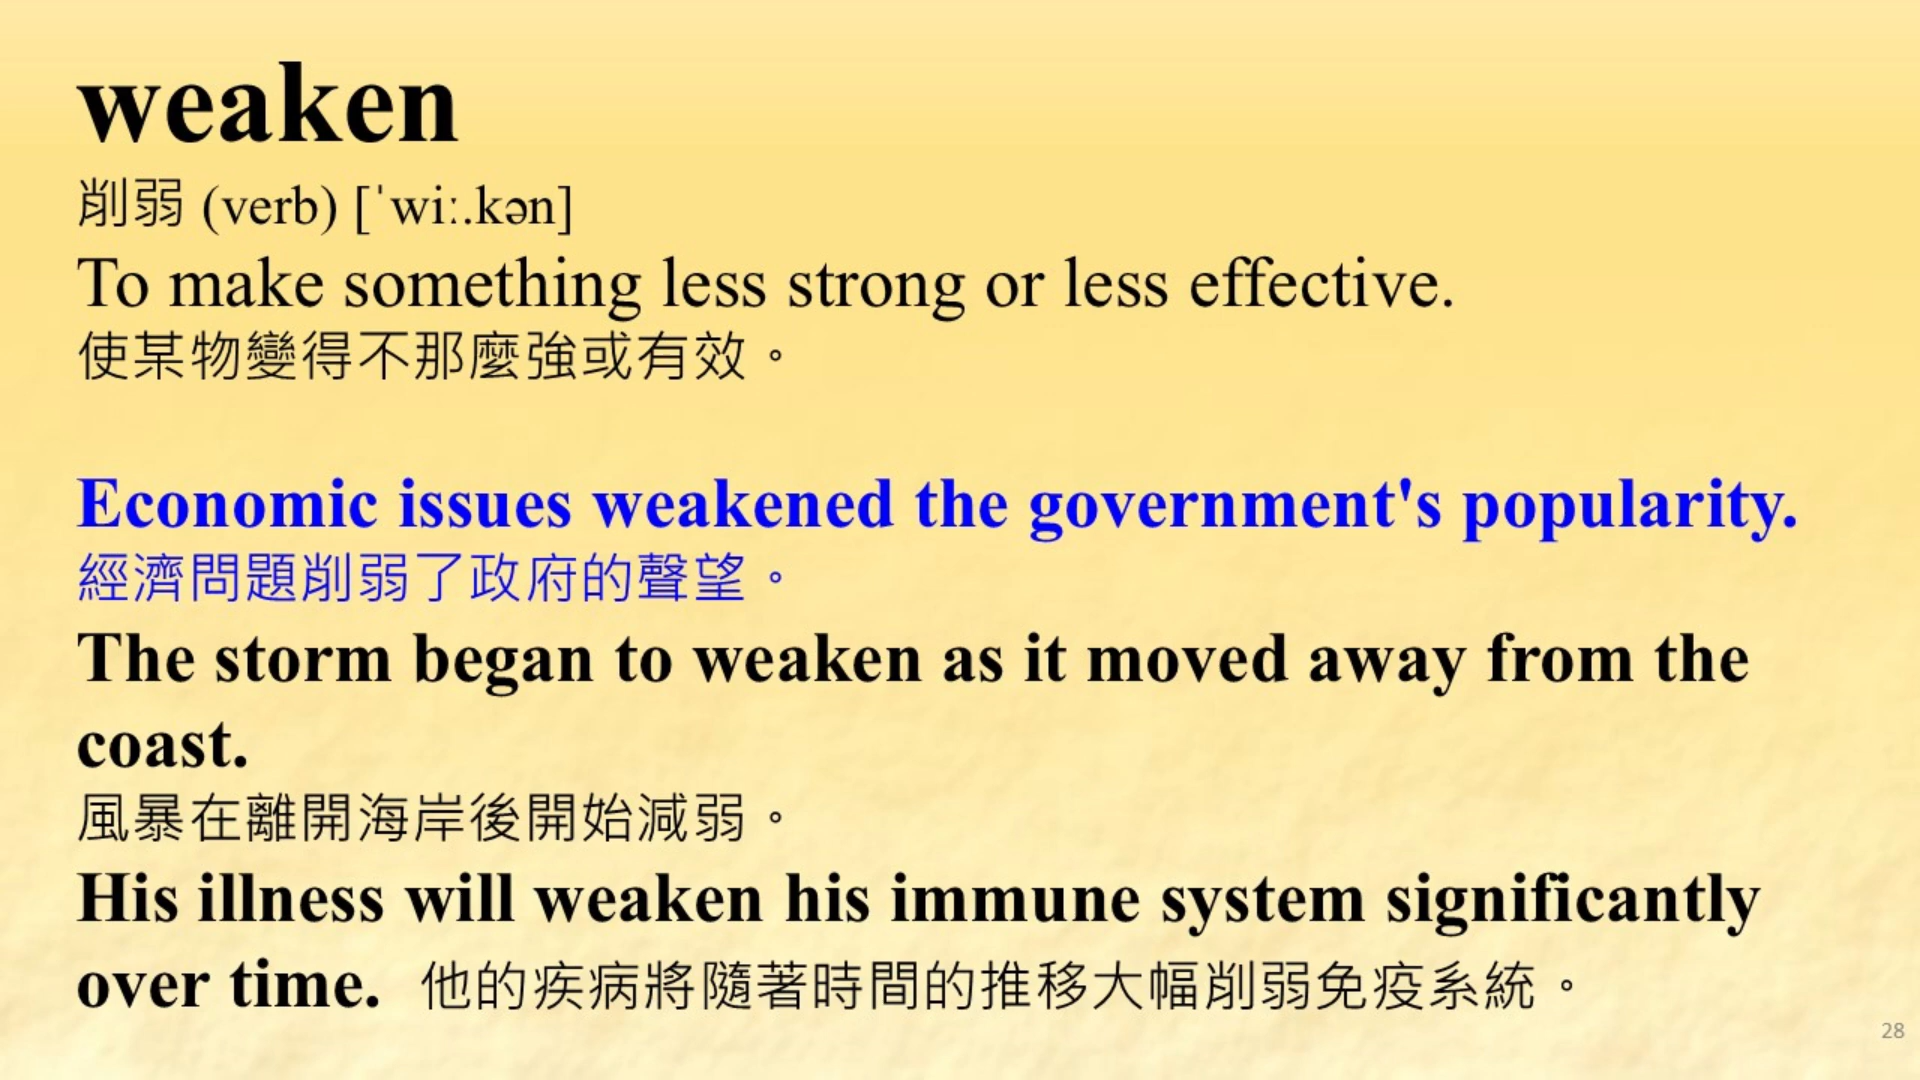 weaken
削弱 (verb) [ˈwiː.kən]
To make something less strong or less effective.
使某物變得不那麼強或有效。
Economic issues weakened the government's popularity.
經濟問題削弱了政府的聲望。
The storm began to weaken as it moved away from the
coast.
風暴在離開海岸後開始減弱。
His illness will weaken his immune system significantly
over time. 他的疾病將隨著時間的推移大幅削弱免疫系統。
28